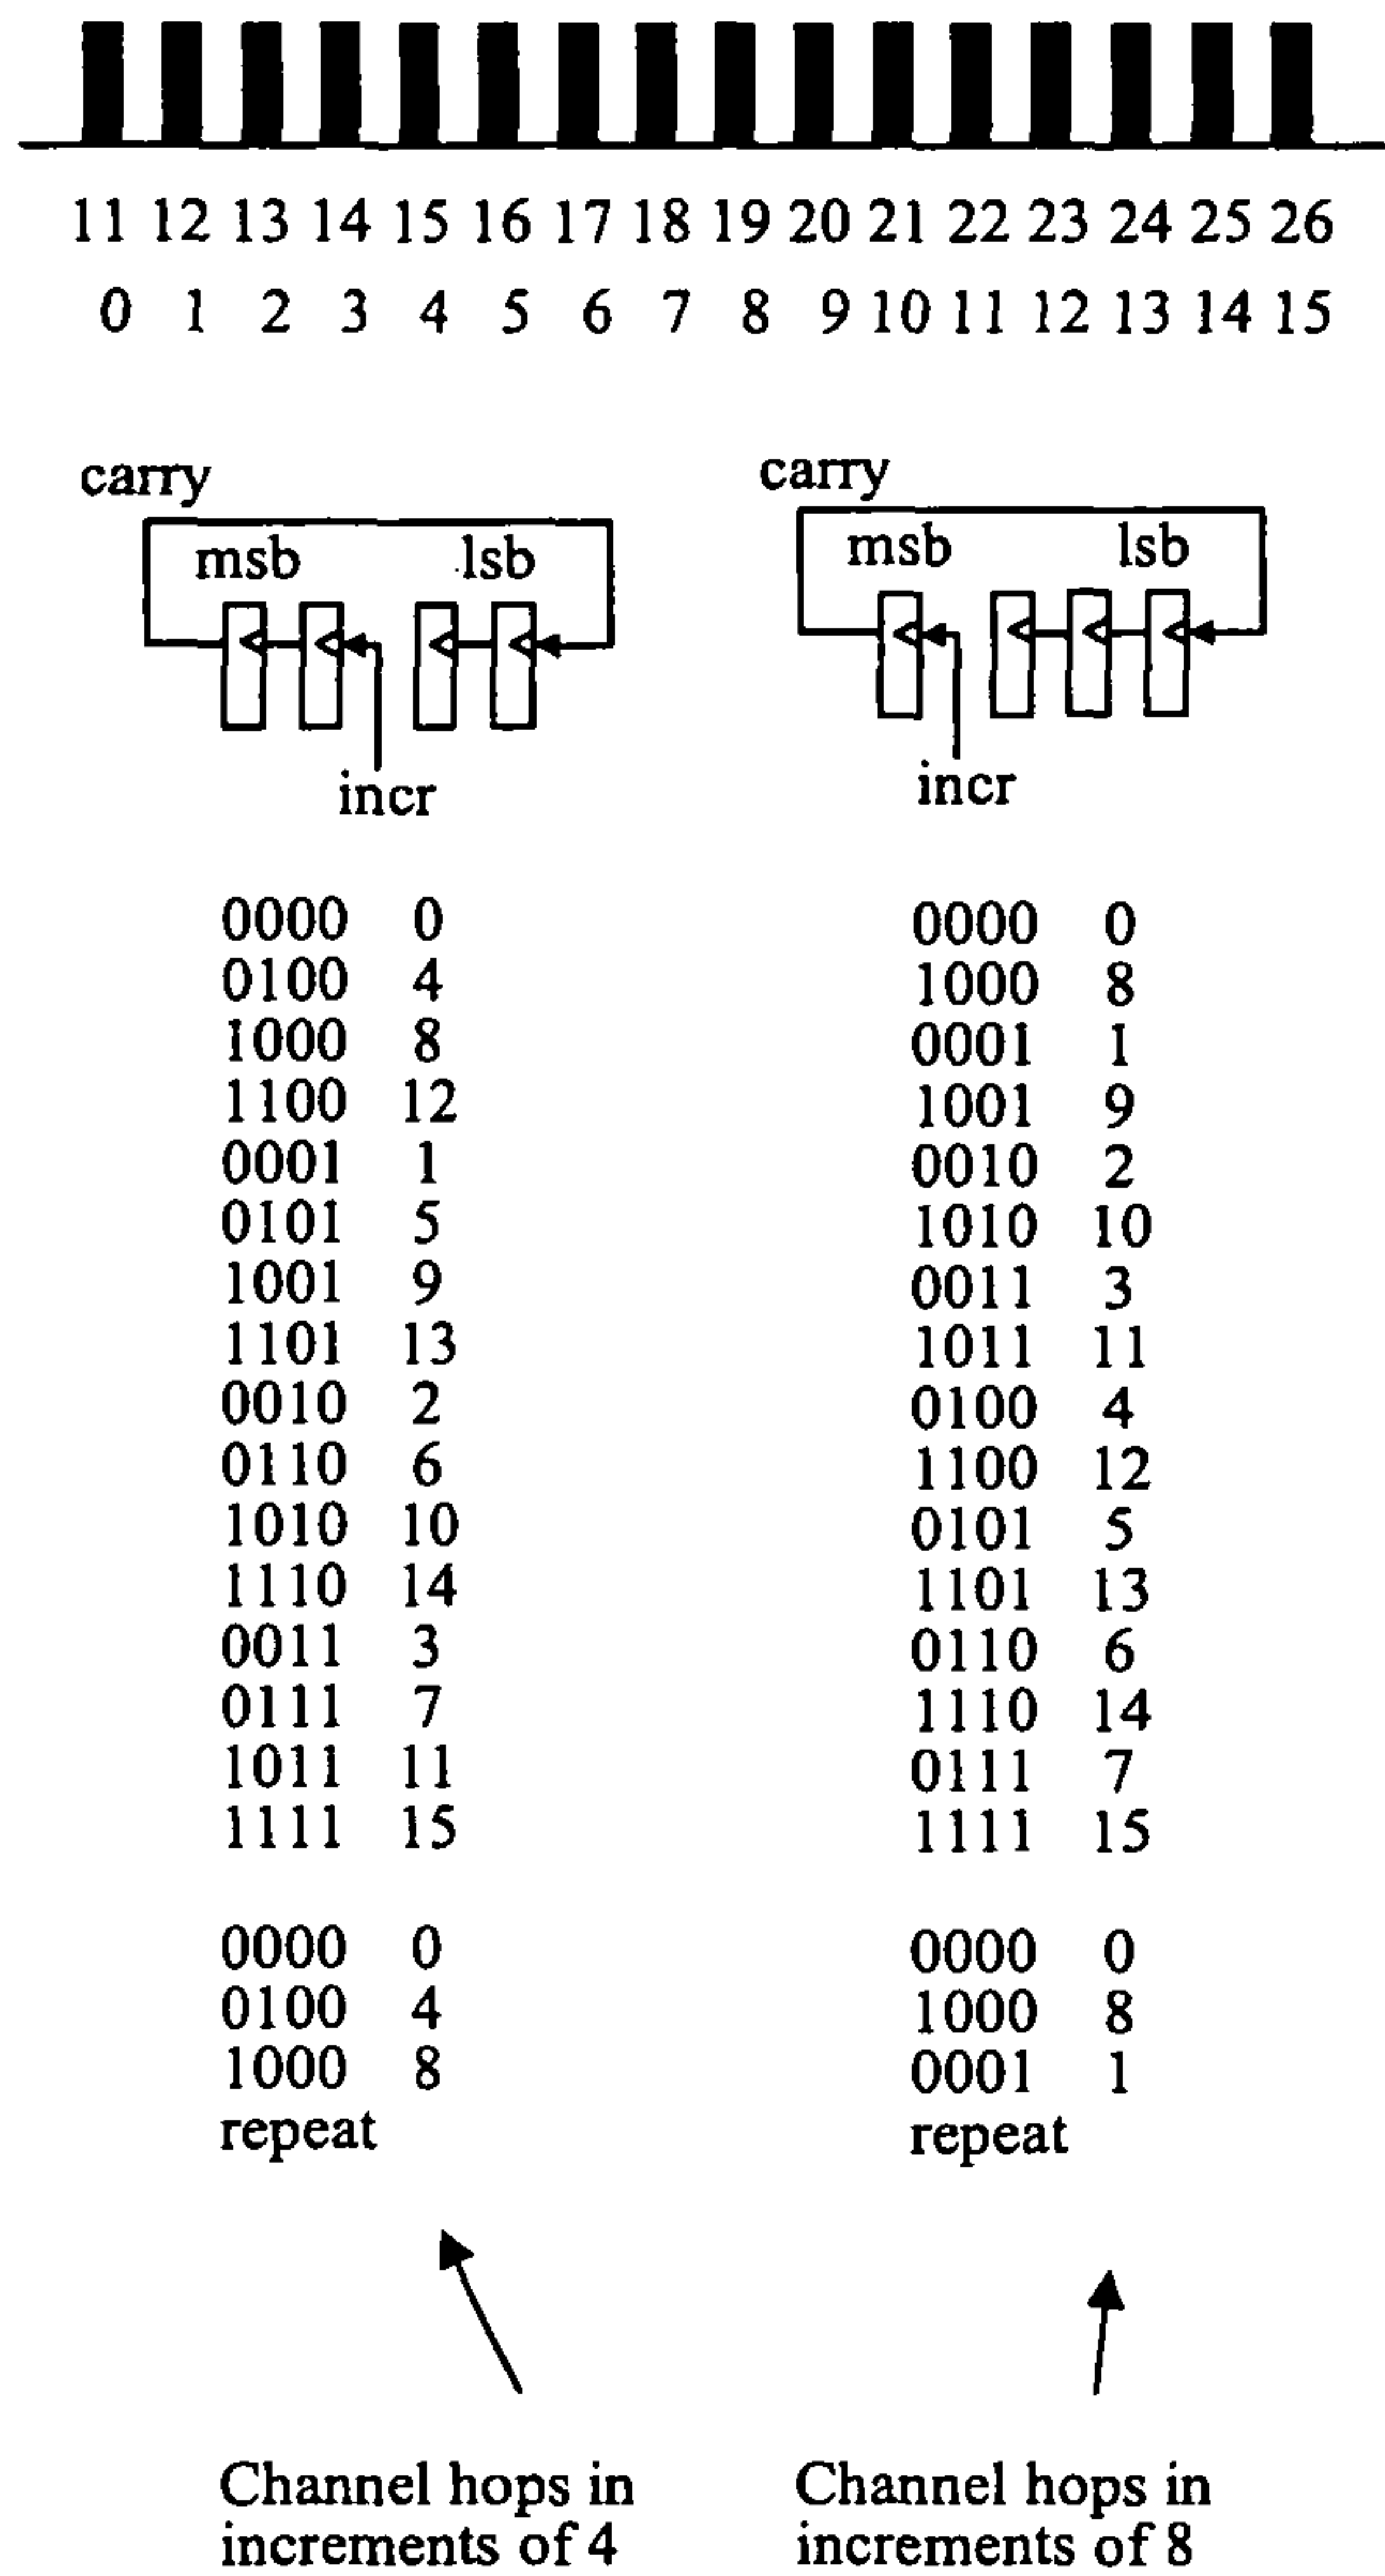 11 12 13 14 15 16 17 18 19 20 21 22 23 24 25 26
0 1 2 3 4 5 6 7 8 9 10 11 12 13 14 15
carry
msb lsb
incr
0000 0
0100 4
1000 8
1100 12
0001 1
0101 5
1001 9
1101 13
0010 2
0110 6
1010 10
1110 14
0011 3
0111 7
1011 11
1111 15
0000 0
0100 4
1000 8
repeat
Channel hops in
increments of 4
carry
msb lsb
incr
0000 0
1000 8
0001 1
1001 9
0010 2
1010 10
0011 3
1011 11
0100 4
1100 12
0101 5
1101 13
0110 6
1110 14
0111 7
1111 15
0000 0
1000 8
0001 1
repeat
Channel hops in
increments of 8